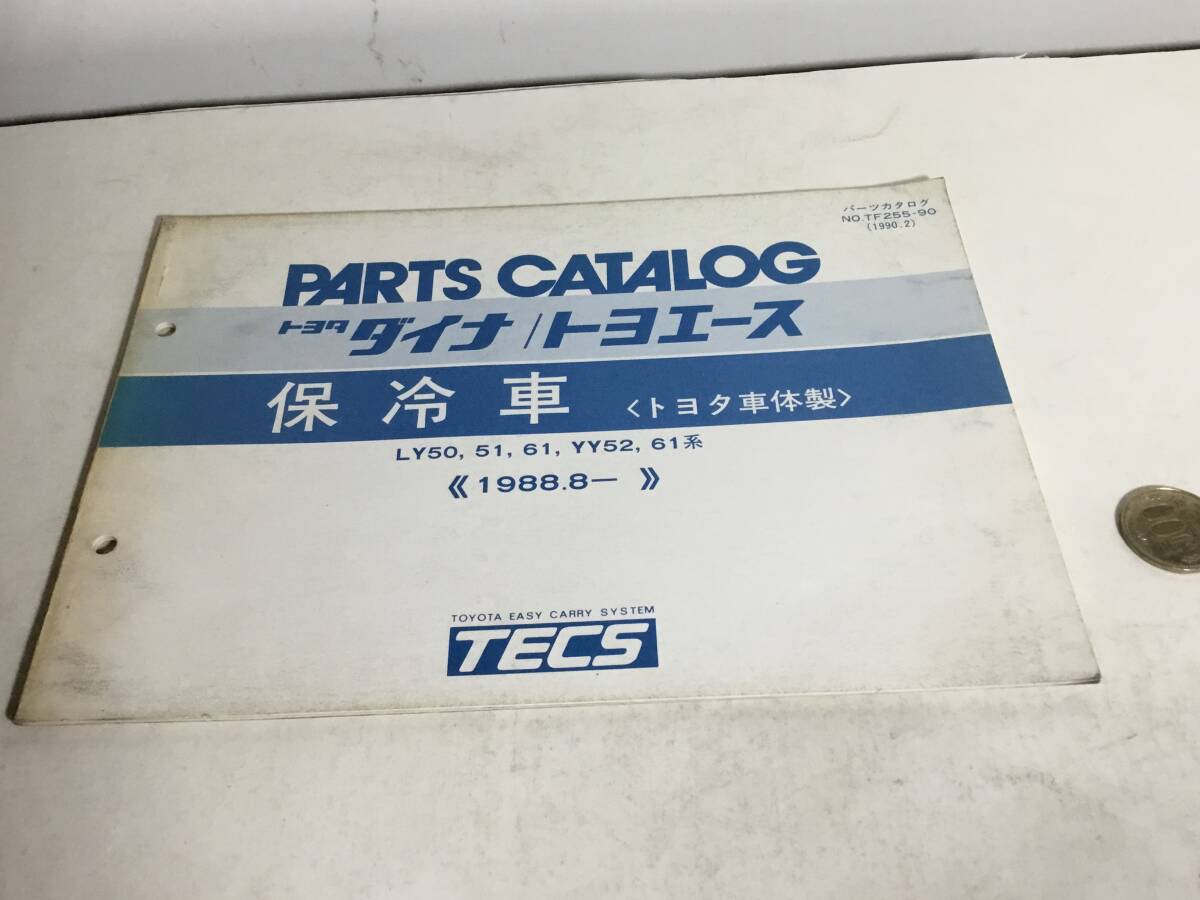 パーツカタログ
NO.TF255-90
(1990.2)
PARTS CATALOG
トヨタ ダイナ/トヨエース
保冷車 〈トヨタ車体製〉
LY50, 51, 61, YY52, 61系
《1988.8— 》
TOYOTA EASY CARRY SYSTEM
TECS